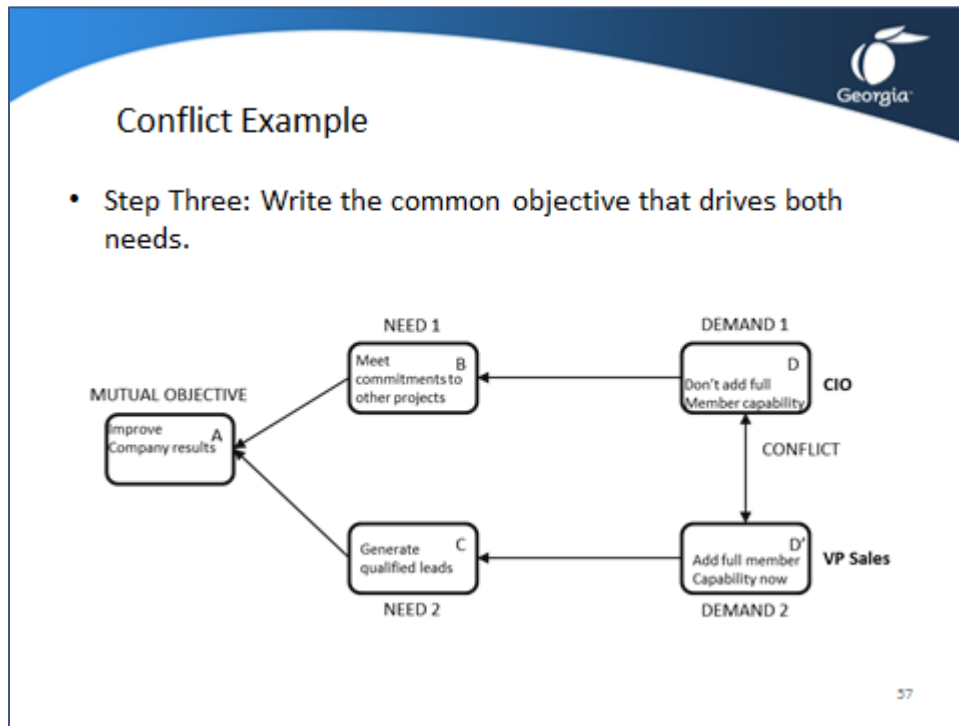 Georgia
Conflict Example
• Step Three: Write the common objective that drives both
needs.
NEED 1
DEMAND 1
Meet
commitments to
other projects
B
D
Don't add full
Member capability
CIO
MUTUAL OBJECTIVE
Improve
Company results
A
CONFLICT
Generate
qualified leads
C
D'
Add full member
Capability now
VP Sales
NEED 2
DEMAND 2
37